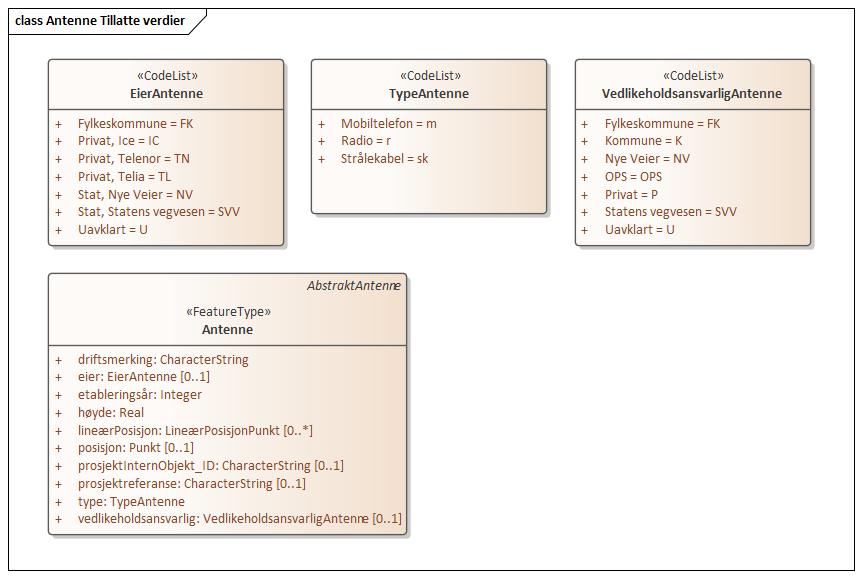 class Antenne Tillatte verdier
«CodeList»
EierAntenne
+ Fylkeskommune = FK
+ Privat, Ice = IC
+ Privat, Telenor = TN
+ Privat, Telia = TL
+ Stat, Nye Veier = NV
+ Stat, Statens vegvesen = SVV
+ Uavklart = U
«CodeList»
TypeAntenne
+ Mobiltelefon = m
+ Radio = r
+ Strålekabel = sk
«CodeList»
VedlikeholdsansvarligAntenne
+ Fylkeskommune = FK
+ Kommune = K
+ Nye Veier = NV
+ OPS = OPS
+ Privat = P
+ Statens vegvesen = SVV
+ Uavklart = U
AbstraktAntenne
«FeatureType»
Antenne
+ driftsmerking: CharacterString
+ eier: EierAntenne [0..1]
+ etableringsår: Integer
+ høyde: Real
+ lineærPosisjon: LineærPosisjonPunkt [0..*]
+ posisjon: Punkt [0..1]
+ prosjektInternObjekt_ID: CharacterString [0..1]
+ prosjektreferanse: CharacterString [0..1]
+ type: TypeAntenne
+ vedlikeholdsansvarlig: VedlikeholdsansvarligAntenne [0..1]